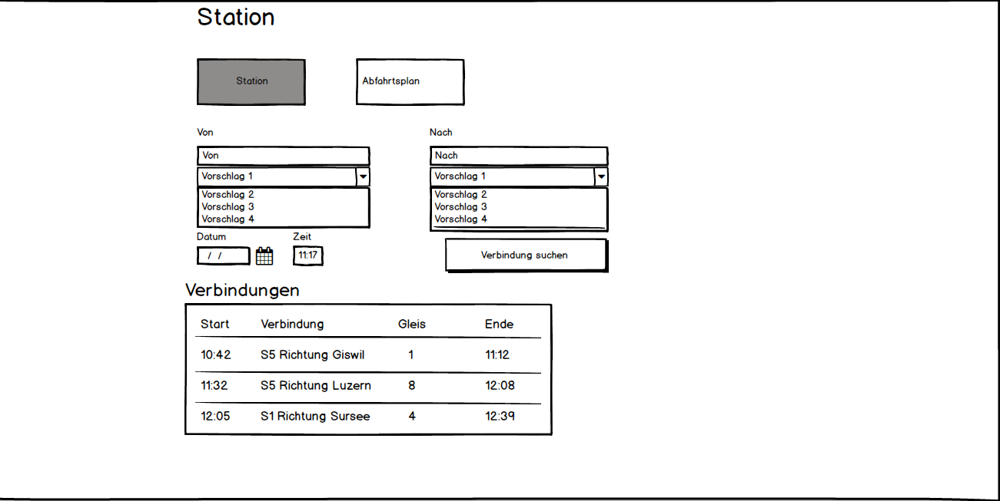 Station
Station Abfahrtsplan
Von Nach
Von Nach
Vorschlag 1 Vorschlag 1
Vorschlag 2 Vorschlag 2
Vorschlag 3 Vorschlag 3
Vorschlag 4 Vorschlag 4
Datum Zeit
/ / 11:17 Verbindung suchen
Verbindungen
Start Verbindung Gleis Ende
10:42 S5 Richtung Giswil 1 11:12
11:32 S5 Richtung Luzern 8 12:08
12:05 S1 Richtung Sursee 4 12:39